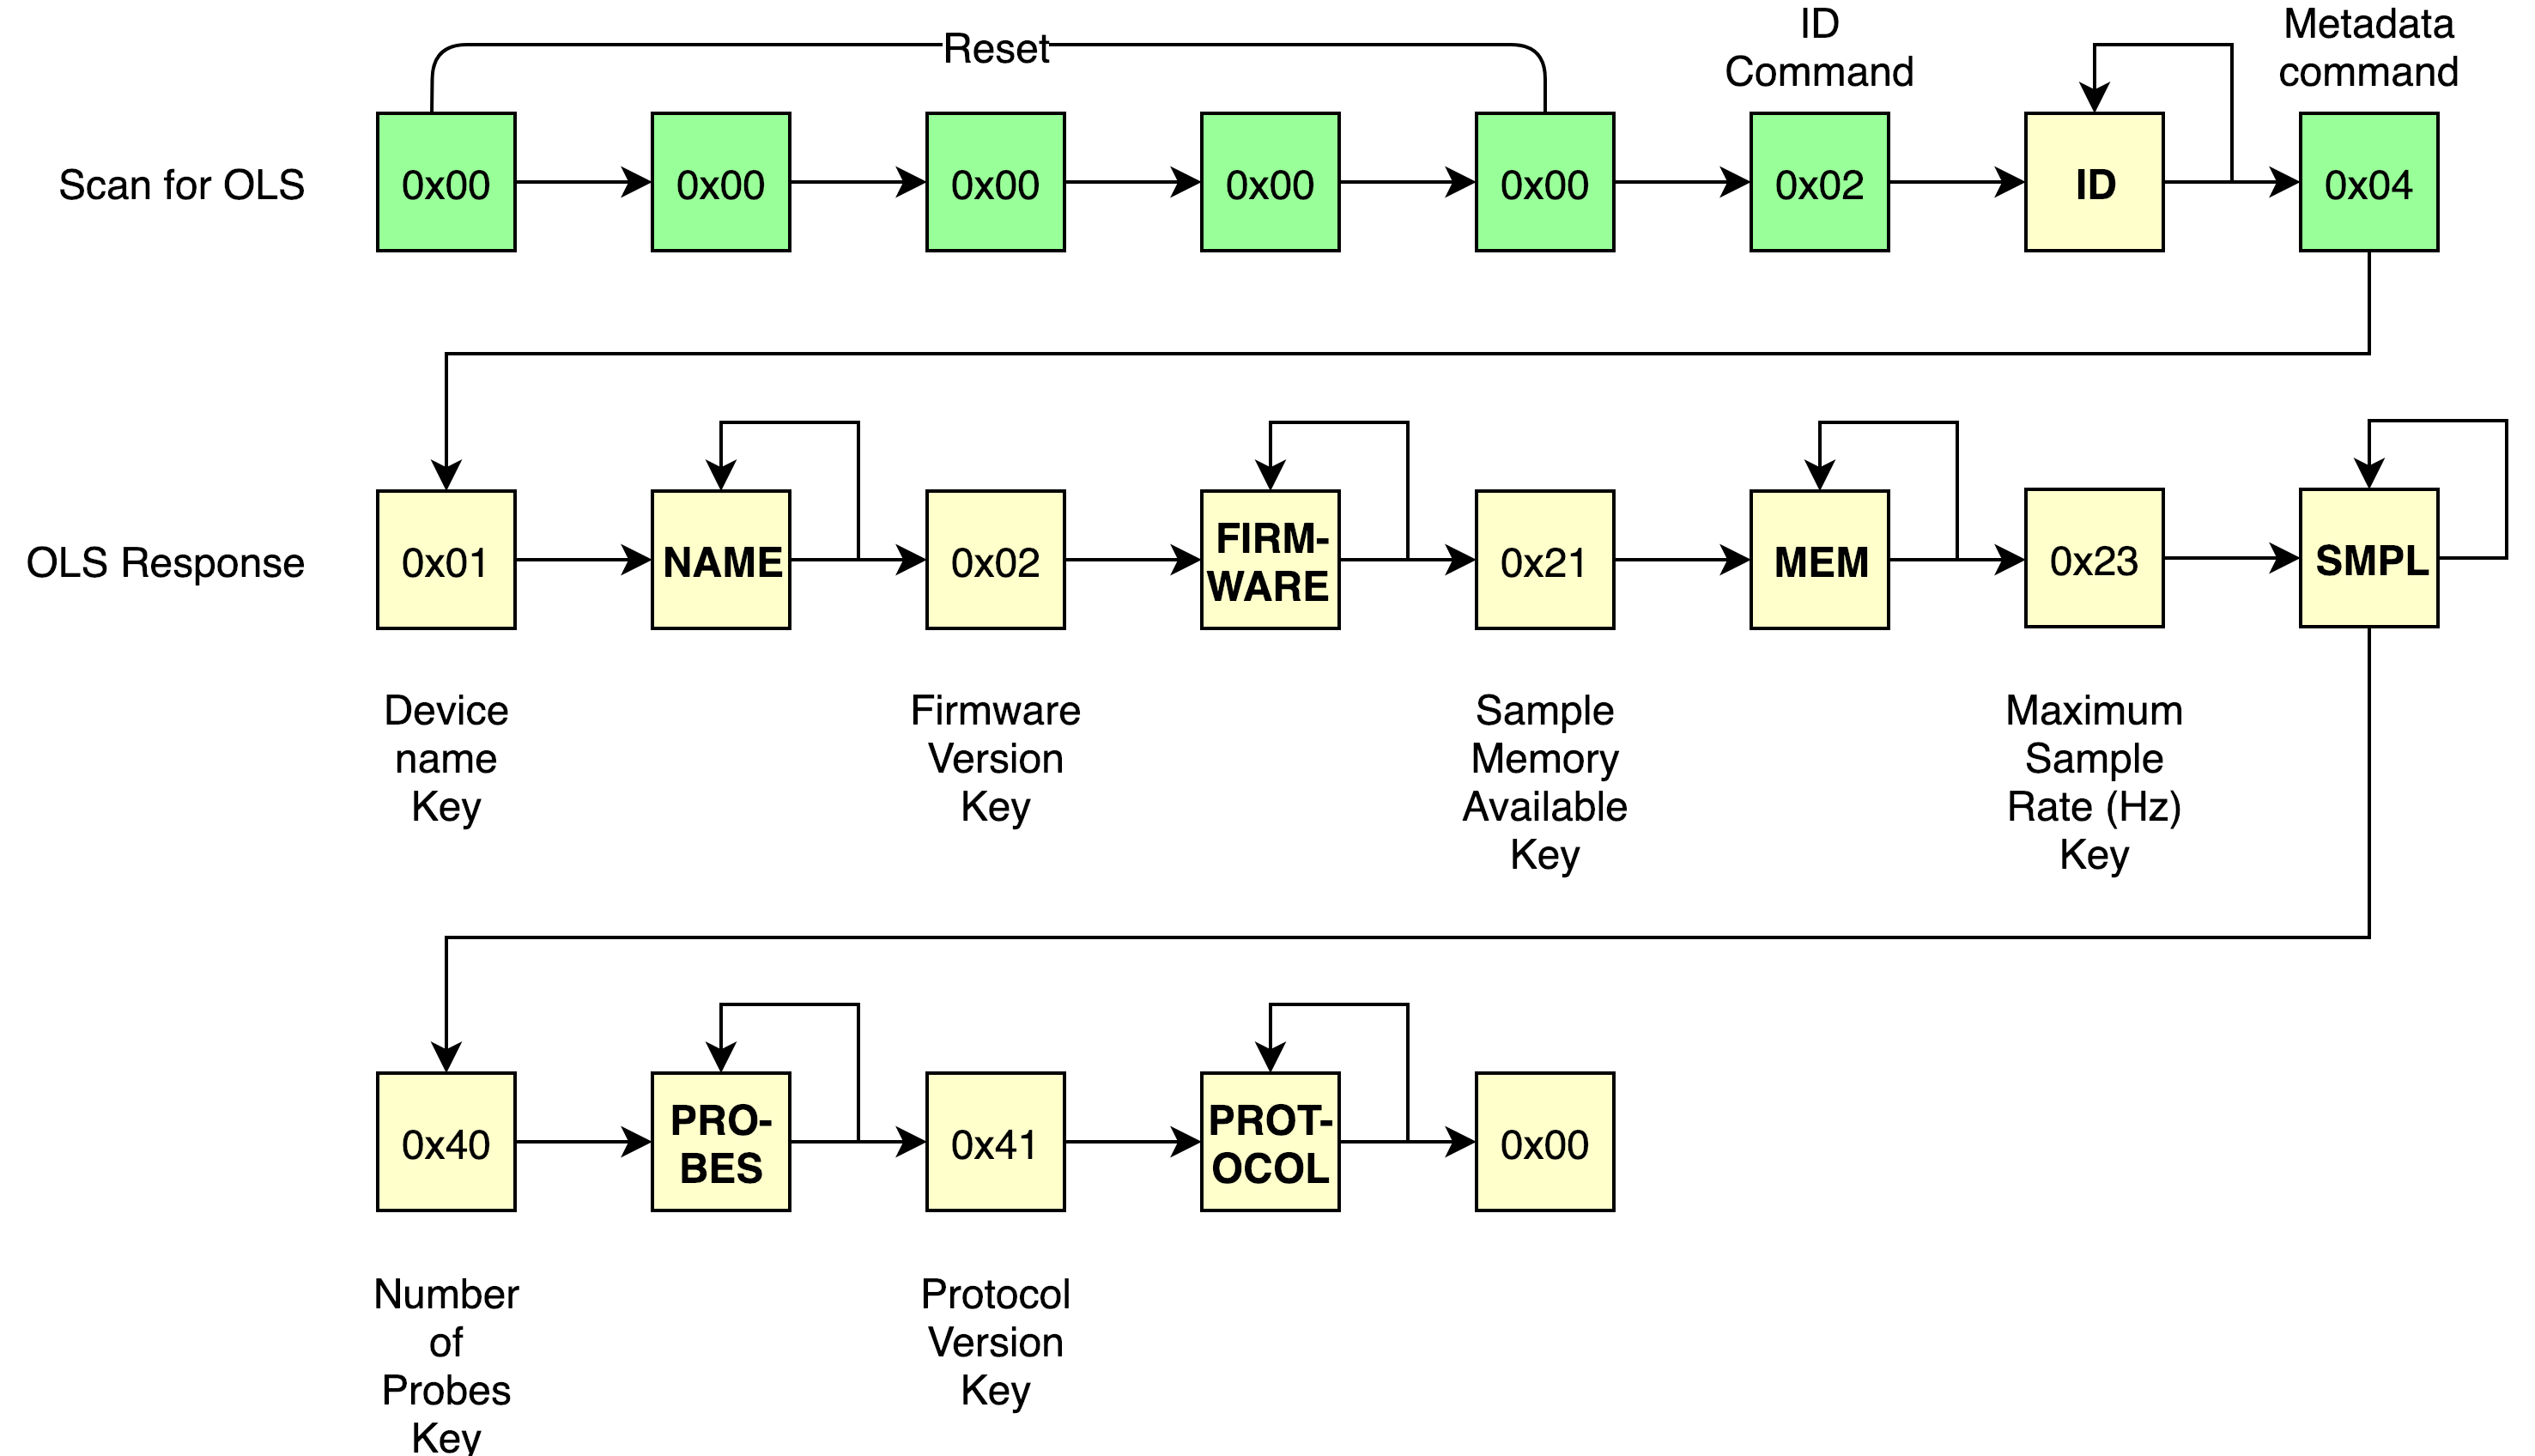 Reset
ID
Command
Metadata
command
Scan for OLS
0x00
0x00
0x00
0x00
0x00
0x02
ID
0x04
OLS Response
0x01
NAME
0x02
FIRM-
WARE
0x21
MEM
0x23
SMPL
Device
name
Key
Firmware
Version
Key
Sample
Memory
Available
Key
Maximum
Sample
Rate (Hz)
Key
0x40
PRO-
BES
0x41
PROT-
OCOL
0x00
Number
of
Probes
Key
Protocol
Version
Key